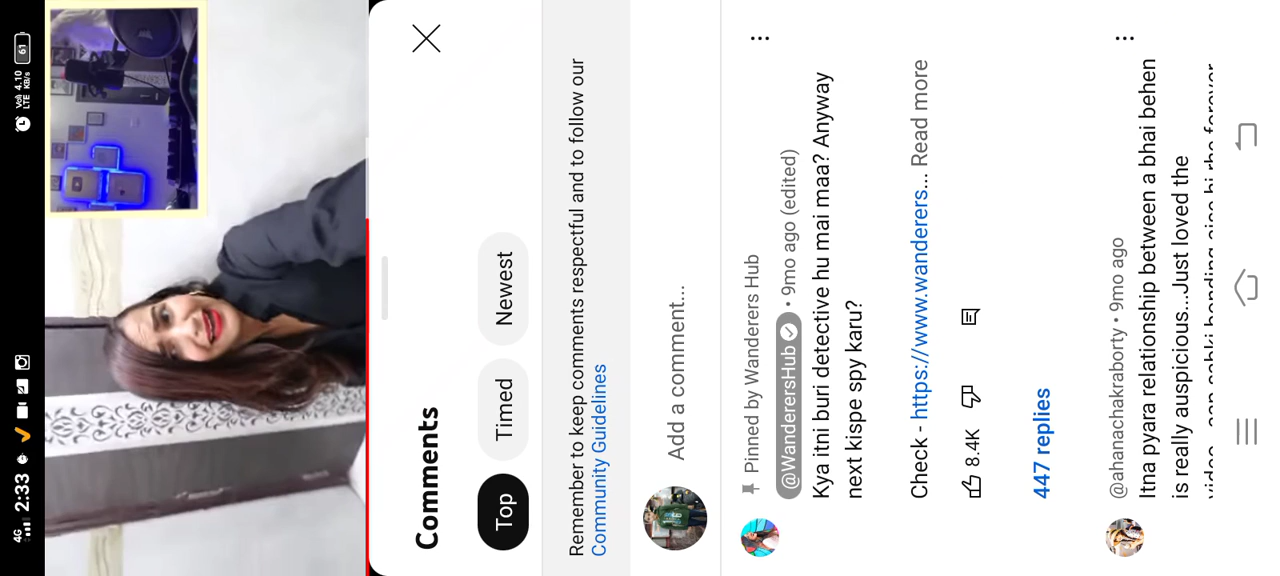 4G 2:33
Vo) 4.10 LTE KB/s 61
Comments
Top Timed Newest
Remember to keep comments respectful and to follow our
Community Guidelines
Add a comment...
Pinned by Wanderers Hub
@WanderersHub • 9mo ago (edited)
Kya itni buri detective hu mai maa? Anyway
next kispe spy karu?
Check - https://www.wanderers... Read more
8.4K
447 replies
@ahanachakraborty • 9mo ago
Itna pyara relationship between a bhai behen
is really auspicious...Just loved the